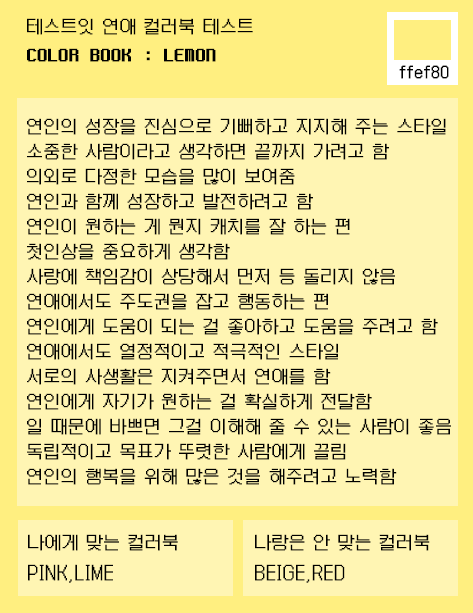 테스트잇 연애 컬러북 테스트
COLOR BOOK : LEMON
ffef80
연인의 성장을 진심으로 기뻐하고 지지해 주는 스타일
소중한 사람이라고 생각하면 끝까지 가려고 함
의외로 다정한 모습을 많이 보여줌
연인과 함께 성장하고 발전하려고 함
연인이 원하는 게 뭔지 캐치를 잘 하는 편
첫인상을 중요하게 생각함
사랑에 책임감이 상당해서 먼저 등 돌리지 않음
연애에서도 주도권을 잡고 행동하는 편
연인에게 도움이 되는 걸 좋아하고 도움을 주려고 함
연애에서도 열정적이고 적극적인 스타일
서로의 사생활은 지켜주면서 연애를 함
연인에게 자기가 원하는 걸 확실하게 전달함
일 때문에 바쁘면 그걸 이해해 줄 수 있는 사람이 좋음
독립적이고 목표가 뚜렷한 사람에게 끌림
연인의 행복을 위해 많은 것을 해주려고 노력함
나에게 맞는 컬러북
PINK,LIME
나랑은 안 맞는 컬러북
BEIGE,RED